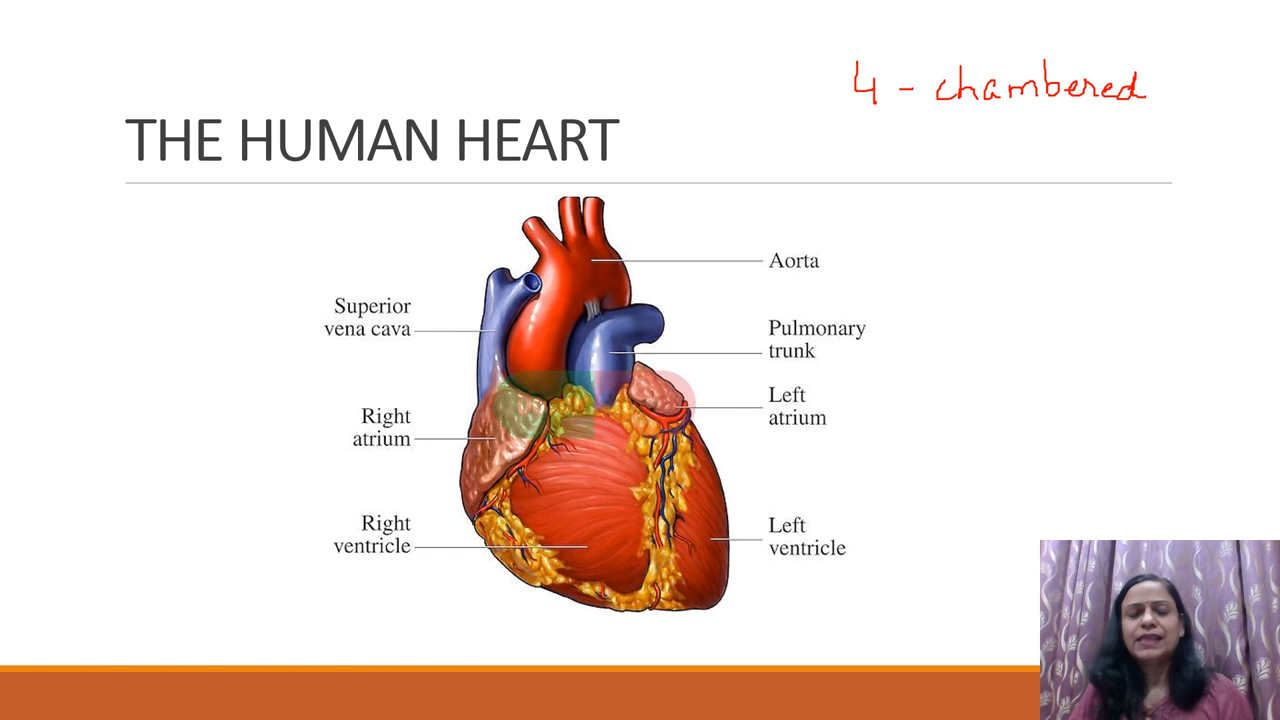 4 - chambered
THE HUMAN HEART
Superior
vena cava
Right
atrium
Right
ventricle
Aorta
Pulmonary
trunk
Left
atrium
Left
ventricle